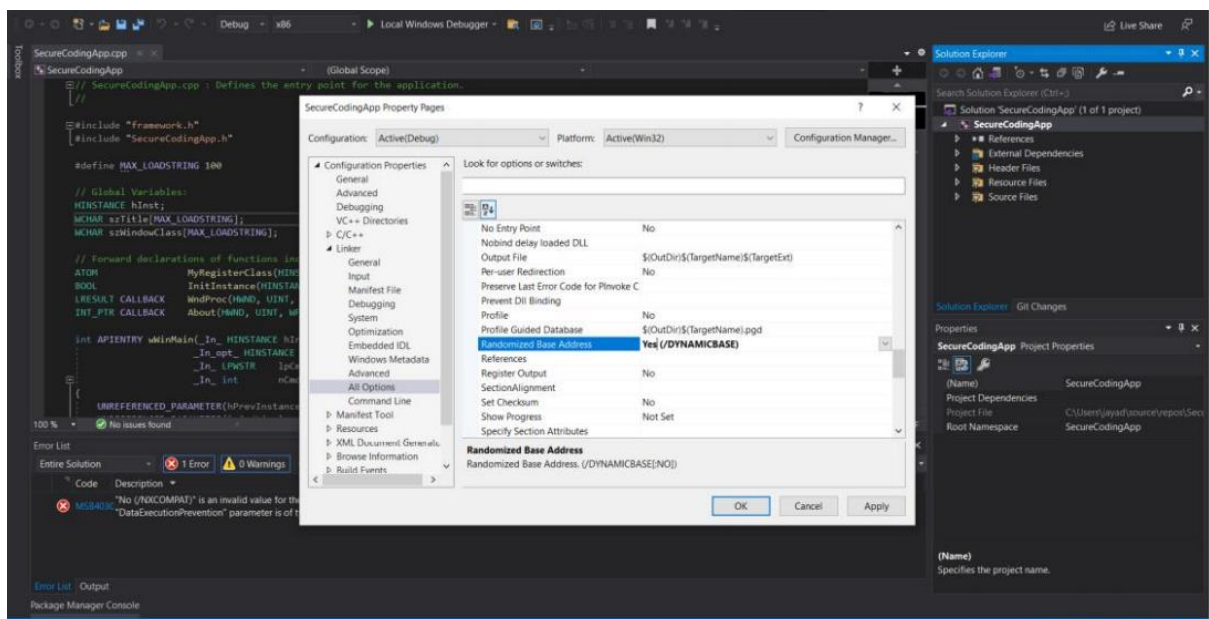 Debug x86 Local Windows Debugger Live Share
Toolbox
SecureCodingApp.cpp
SecureCodingApp (Global Scope)
// SecureCodingApp.cpp : Defines the entry point for the application.
//
#include "framework.h"
#include "SecureCodingApp.h"
#define MAX_LOADSTRING 100
// Global Variables:
HINSTANCE hInst;
WCHAR szTitle[MAX_LOADSTRING];
WCHAR szWindowClass[MAX_LOADSTRING];
// Forward declarations of functions inc
ATOM MyRegisterClass(HINS
BOOL InitInstance(HINSTAN
LRESULT CALLBACK WndProc(HWND, UINT,
INT_PTR CALLBACK About(HWND, UINT, W
int APIENTRY wWinMain(_In_ HINSTANCE hIn
_In_opt_ HINSTANCE
_In_ LPWSTR lpCm
_In_ int nCmd
{
UNREFERENCED_PARAMETER(hPrevInstance
100 % No issues found
Error List
Entire Solution 1 Error 0 Warnings
Code Description
"No (/NXCOMPAT)" is an invalid value for the
"DataExecutionPrevention" parameter is of t
Error List Output
Package Manager Console
SecureCodingApp Property Pages ? ×
Configuration: Active(Debug) Platform: Active(Win32) Configuration Manager...
Configuration Properties
General
Advanced
Debugging
VC++ Directories
C/C++
Linker
General
Input
Manifest File
Debugging
System
Optimization
Embedded IDL
Windows Metadata
Advanced
All Options
Command Line
Manifest Tool
Resources
XML Document Generato
Browse Information
Build Events
Look for options or switches:
No Entry Point No
Nobind delay loaded DLL
Output File $(OutDir)$(TargetName)$(TargetExt)
Per-user Redirection No
Preserve Last Error Code for PInvoke C
Prevent Dll Binding
Profile No
Profile Guided Database $(OutDir)$(TargetName).pgd
Randomized Base Address Yes (/DYNAMICBASE)
References
Register Output No
SectionAlignment
Set Checksum No
Show Progress Not Set
Specify Section Attributes
Randomized Base Address
Randomized Base Address. (/DYNAMICBASE[:NO])
OK Cancel Apply
Solution Explorer
Search Solution Explorer (Ctrl+;)
Solution 'SecureCodingApp' (1 of 1 project)
SecureCodingApp
References
External Dependencies
Header Files
Resource Files
Source Files
Solution Explorer Git Changes
Properties
SecureCodingApp Project Properties
(Name) SecureCodingApp
Project Dependencies
Project File C:\Users\jayad\source\repos\Secu
Root Namespace SecureCodingApp
(Name)
Specifies the project name.